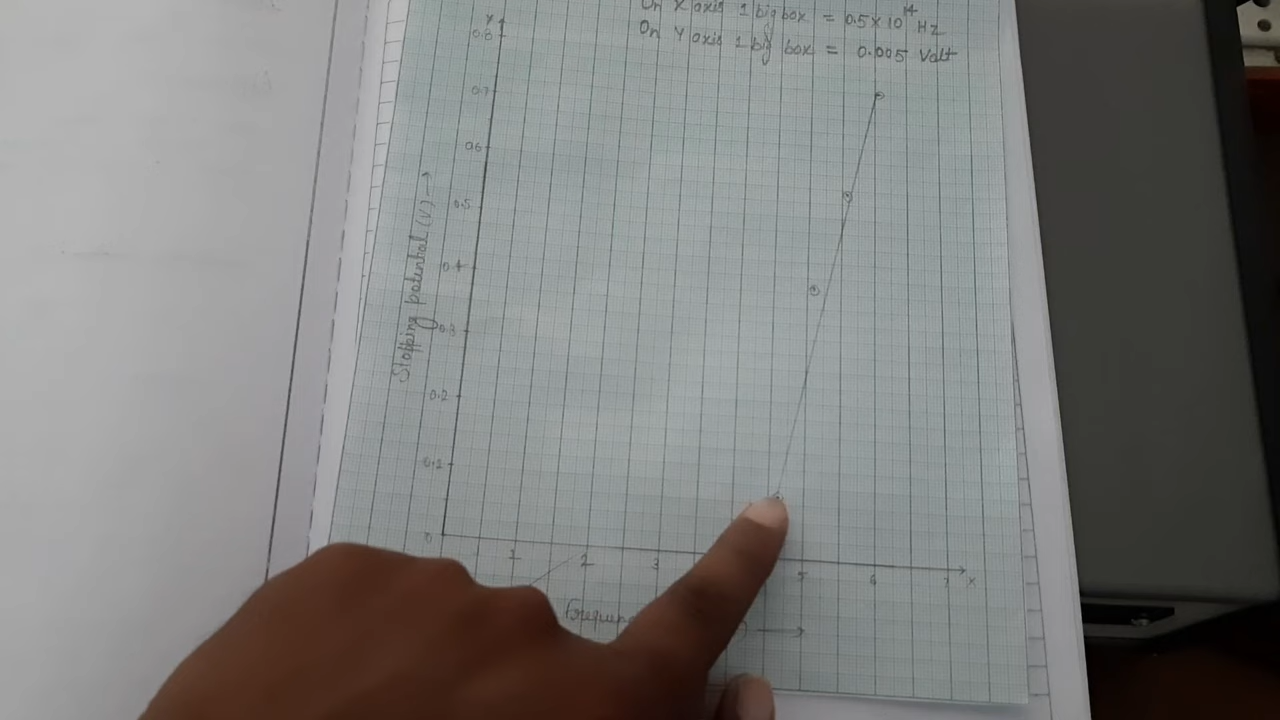 On X axis 1 big box = 0.5 × 10¹⁴ Hz
On Y axis 1 big box = 0.005 Volt
Y
0.8
0.7
0.6
0.5
0.4
0.3
0.2
0.1
0
Stopping potential (V) →
1 2 3 5 6 7 X